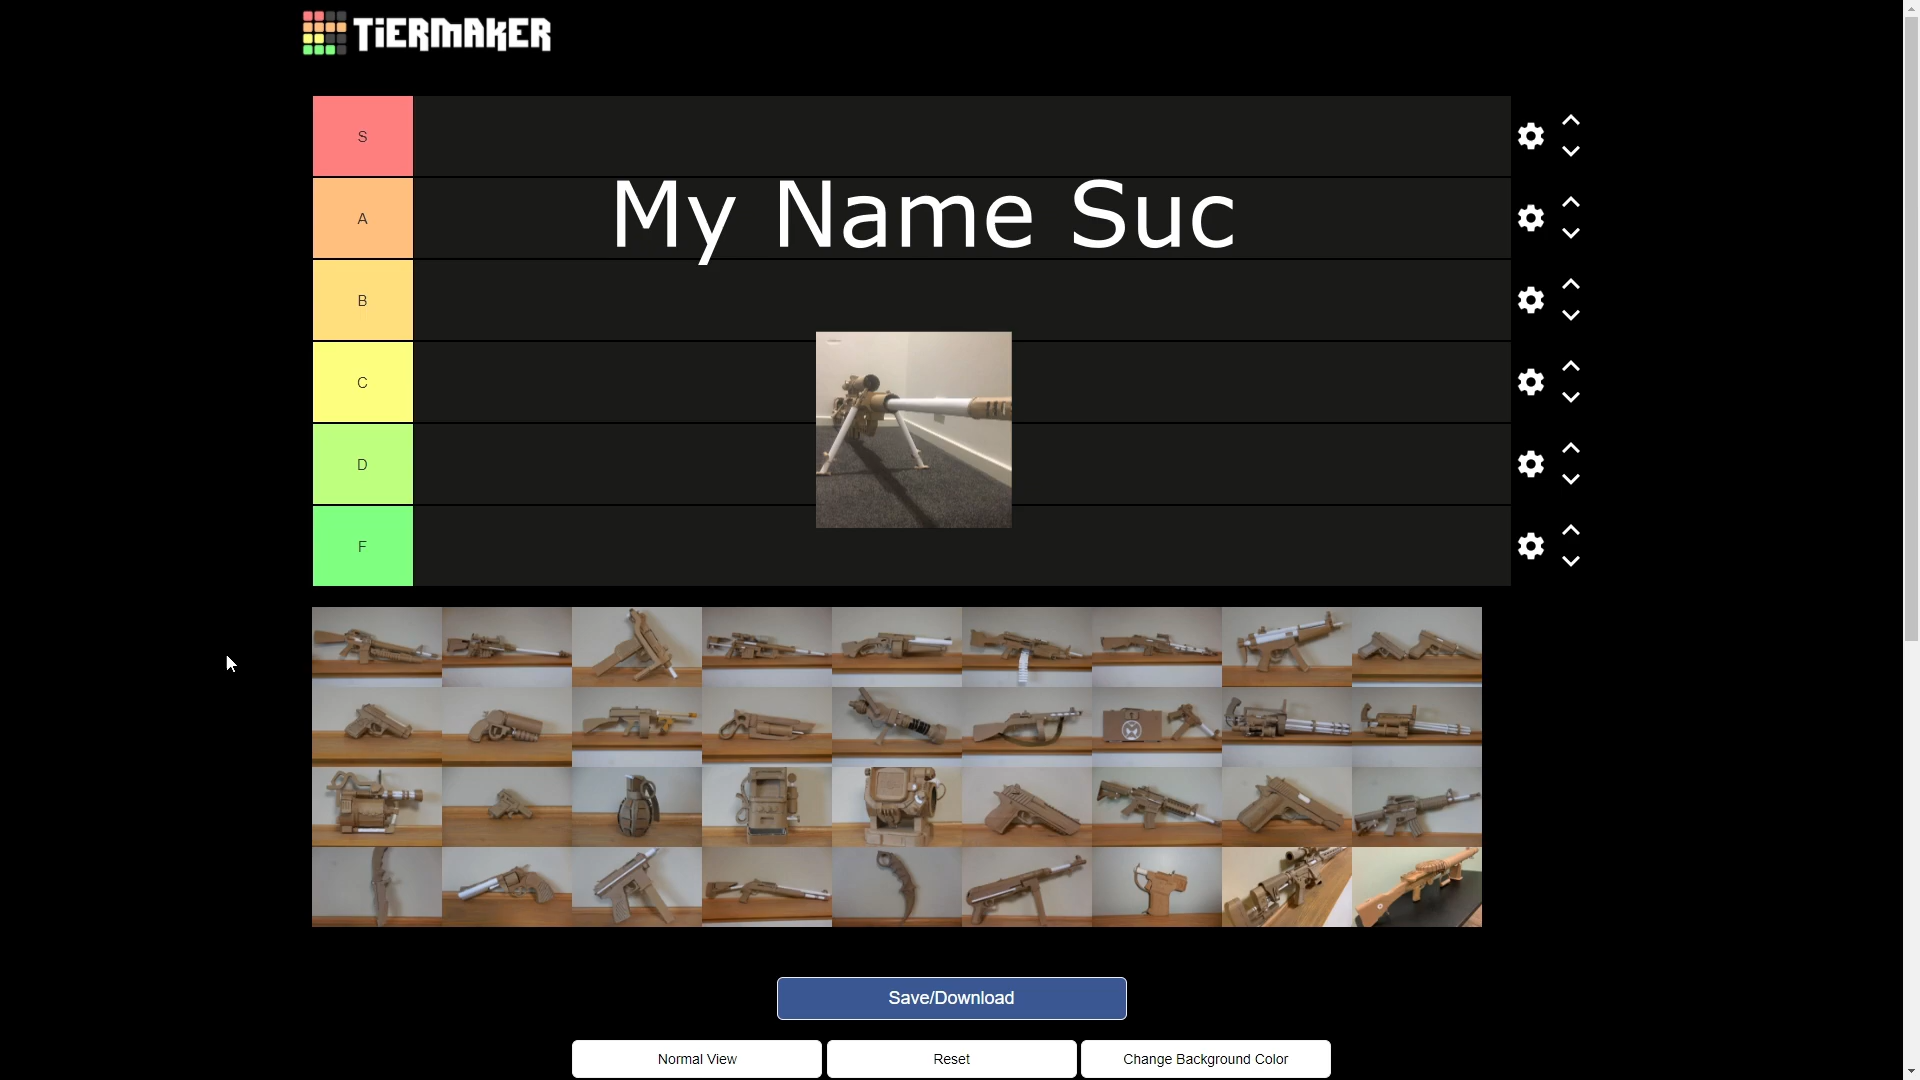 TiERMAKER
S
A
My Name Suc
B
C
D
F
Save/Download
Normal View
Reset
Change Background Color